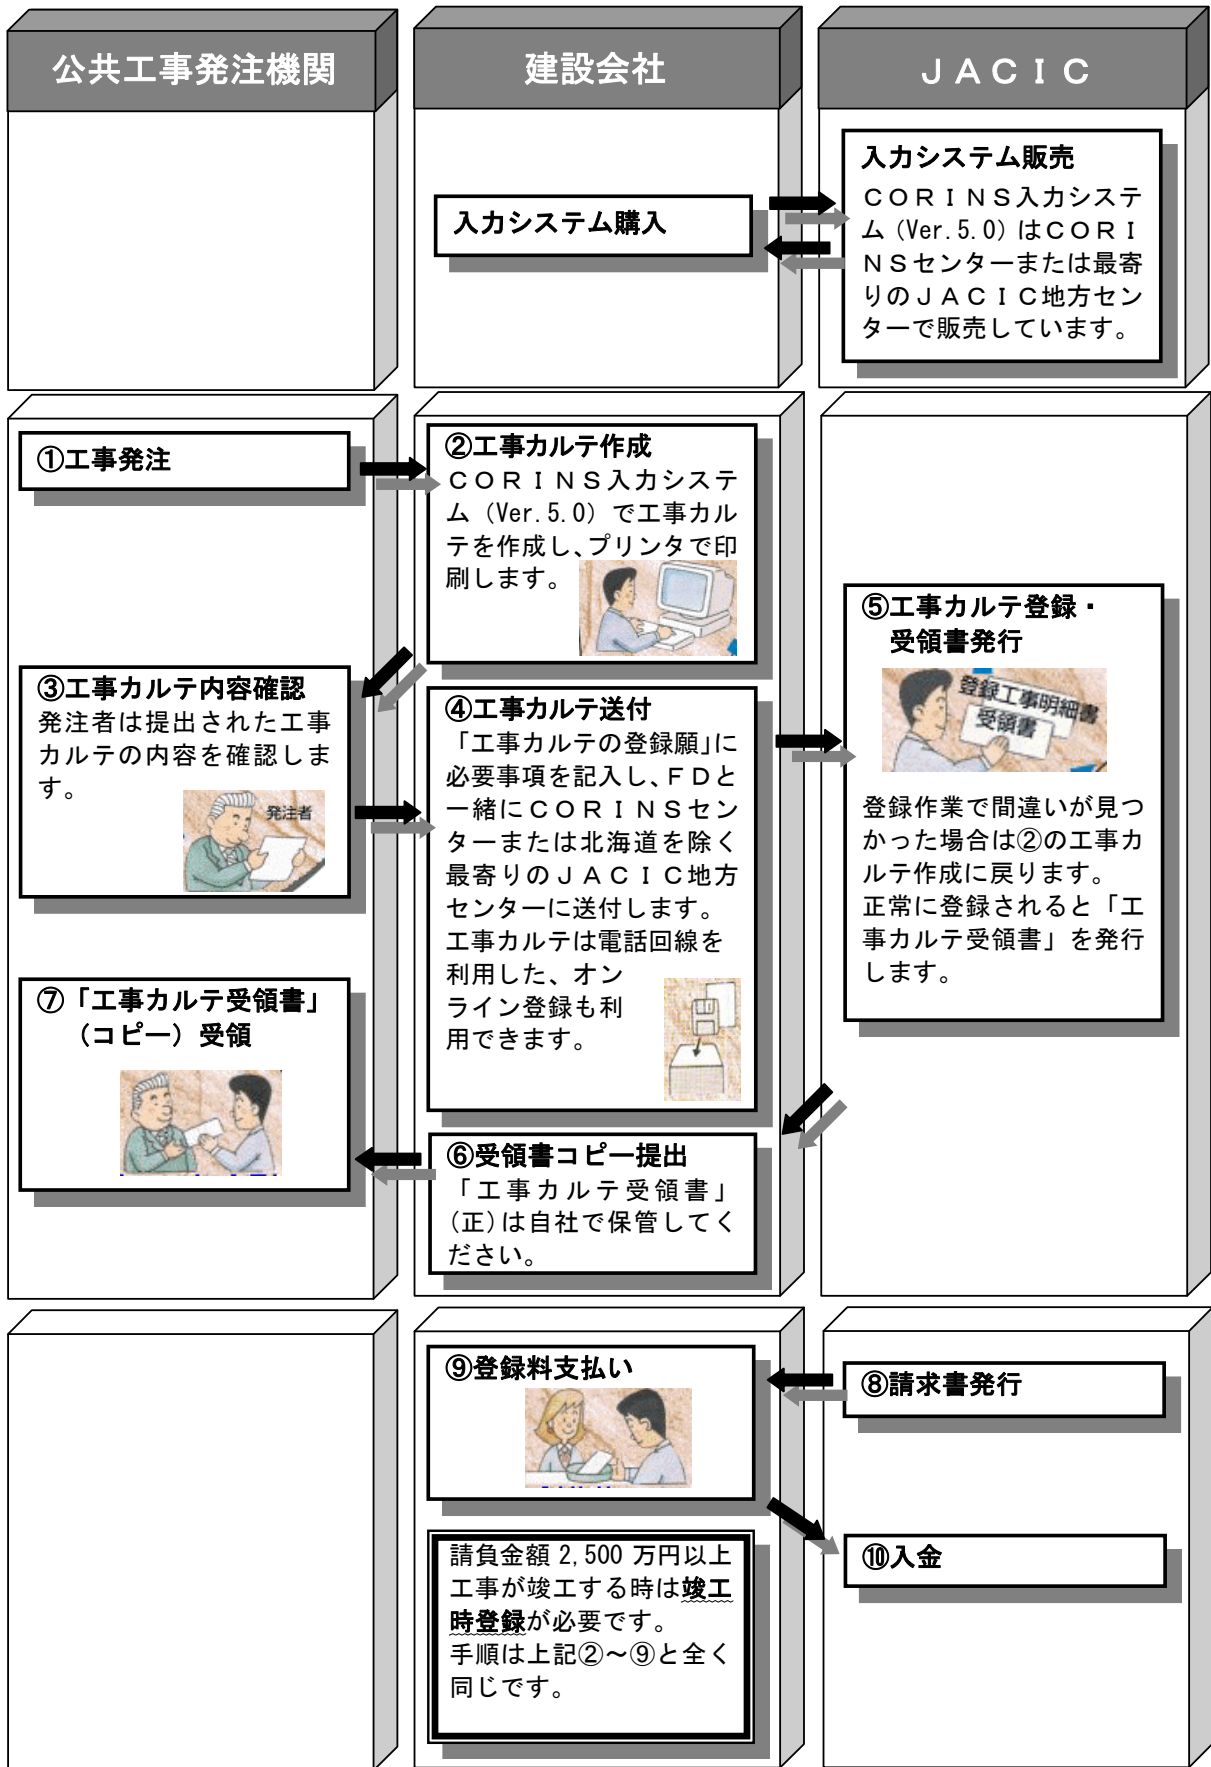 公共工事発注機関
建設会社
ＪＡＣＩＣ
入力システム購入
入力システム販売
ＣＯＲＩＮＳ入力システ
ム（Ver.5.0）はＣＯＲＩ
ＮＳセンターまたは最寄
りのＪＡＣＩＣ地方セン
ターで販売しています。
①工事発注
②工事カルテ作成
ＣＯＲＩＮＳ入力システ
ム（Ver.5.0）で工事カル
テを作成し、プリンタで印
刷します。
③工事カルテ内容確認
発注者は提出された工事
カルテの内容を確認しま
す。
発注者
④工事カルテ送付
「工事カルテの登録願」に
必要事項を記入し、ＦＤと
一緒にＣＯＲＩＮＳセン
ターまたは北海道を除く
最寄りのＪＡＣＩＣ地方
センターに送付します。
工事カルテは電話回線を
利用した、オン
ライン登録も利
用できます。
⑤工事カルテ登録・
受領書発行
登録工事明細書
受領書
登録作業で間違いが見つ
かった場合は②の工事カ
ルテ作成に戻ります。
正常に登録されると「工
事カルテ受領書」を発行
します。
⑥受領書コピー提出
「工事カルテ受領書」
（正）は自社で保管してく
ださい。
⑦「工事カルテ受領書」
（コピー）受領
⑧請求書発行
⑨登録料支払い
⑩入金
請負金額 2,500 万円以上
工事が竣工する時は竣工
時登録が必要です。
手順は上記②～⑨と全く
同じです。